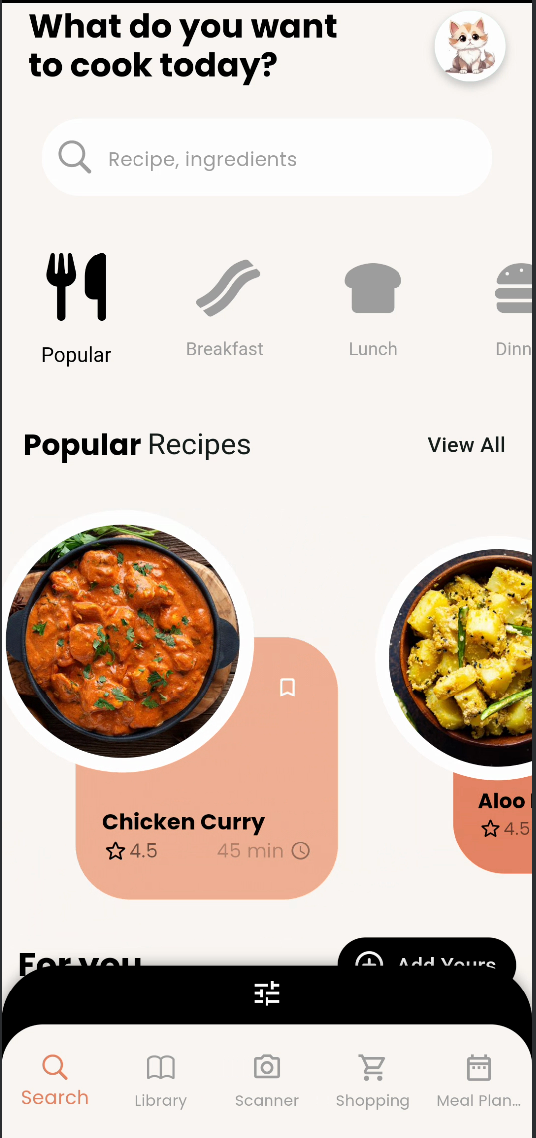 What do you want
to cook today?
Recipe, ingredients
Popular
Breakfast
Lunch
Dinn
Popular Recipes
View All
Chicken Curry
4.5
45 min
Aloo
4.5
For you
Add Yours
Search
Library
Scanner
Shopping
Meal Plan...